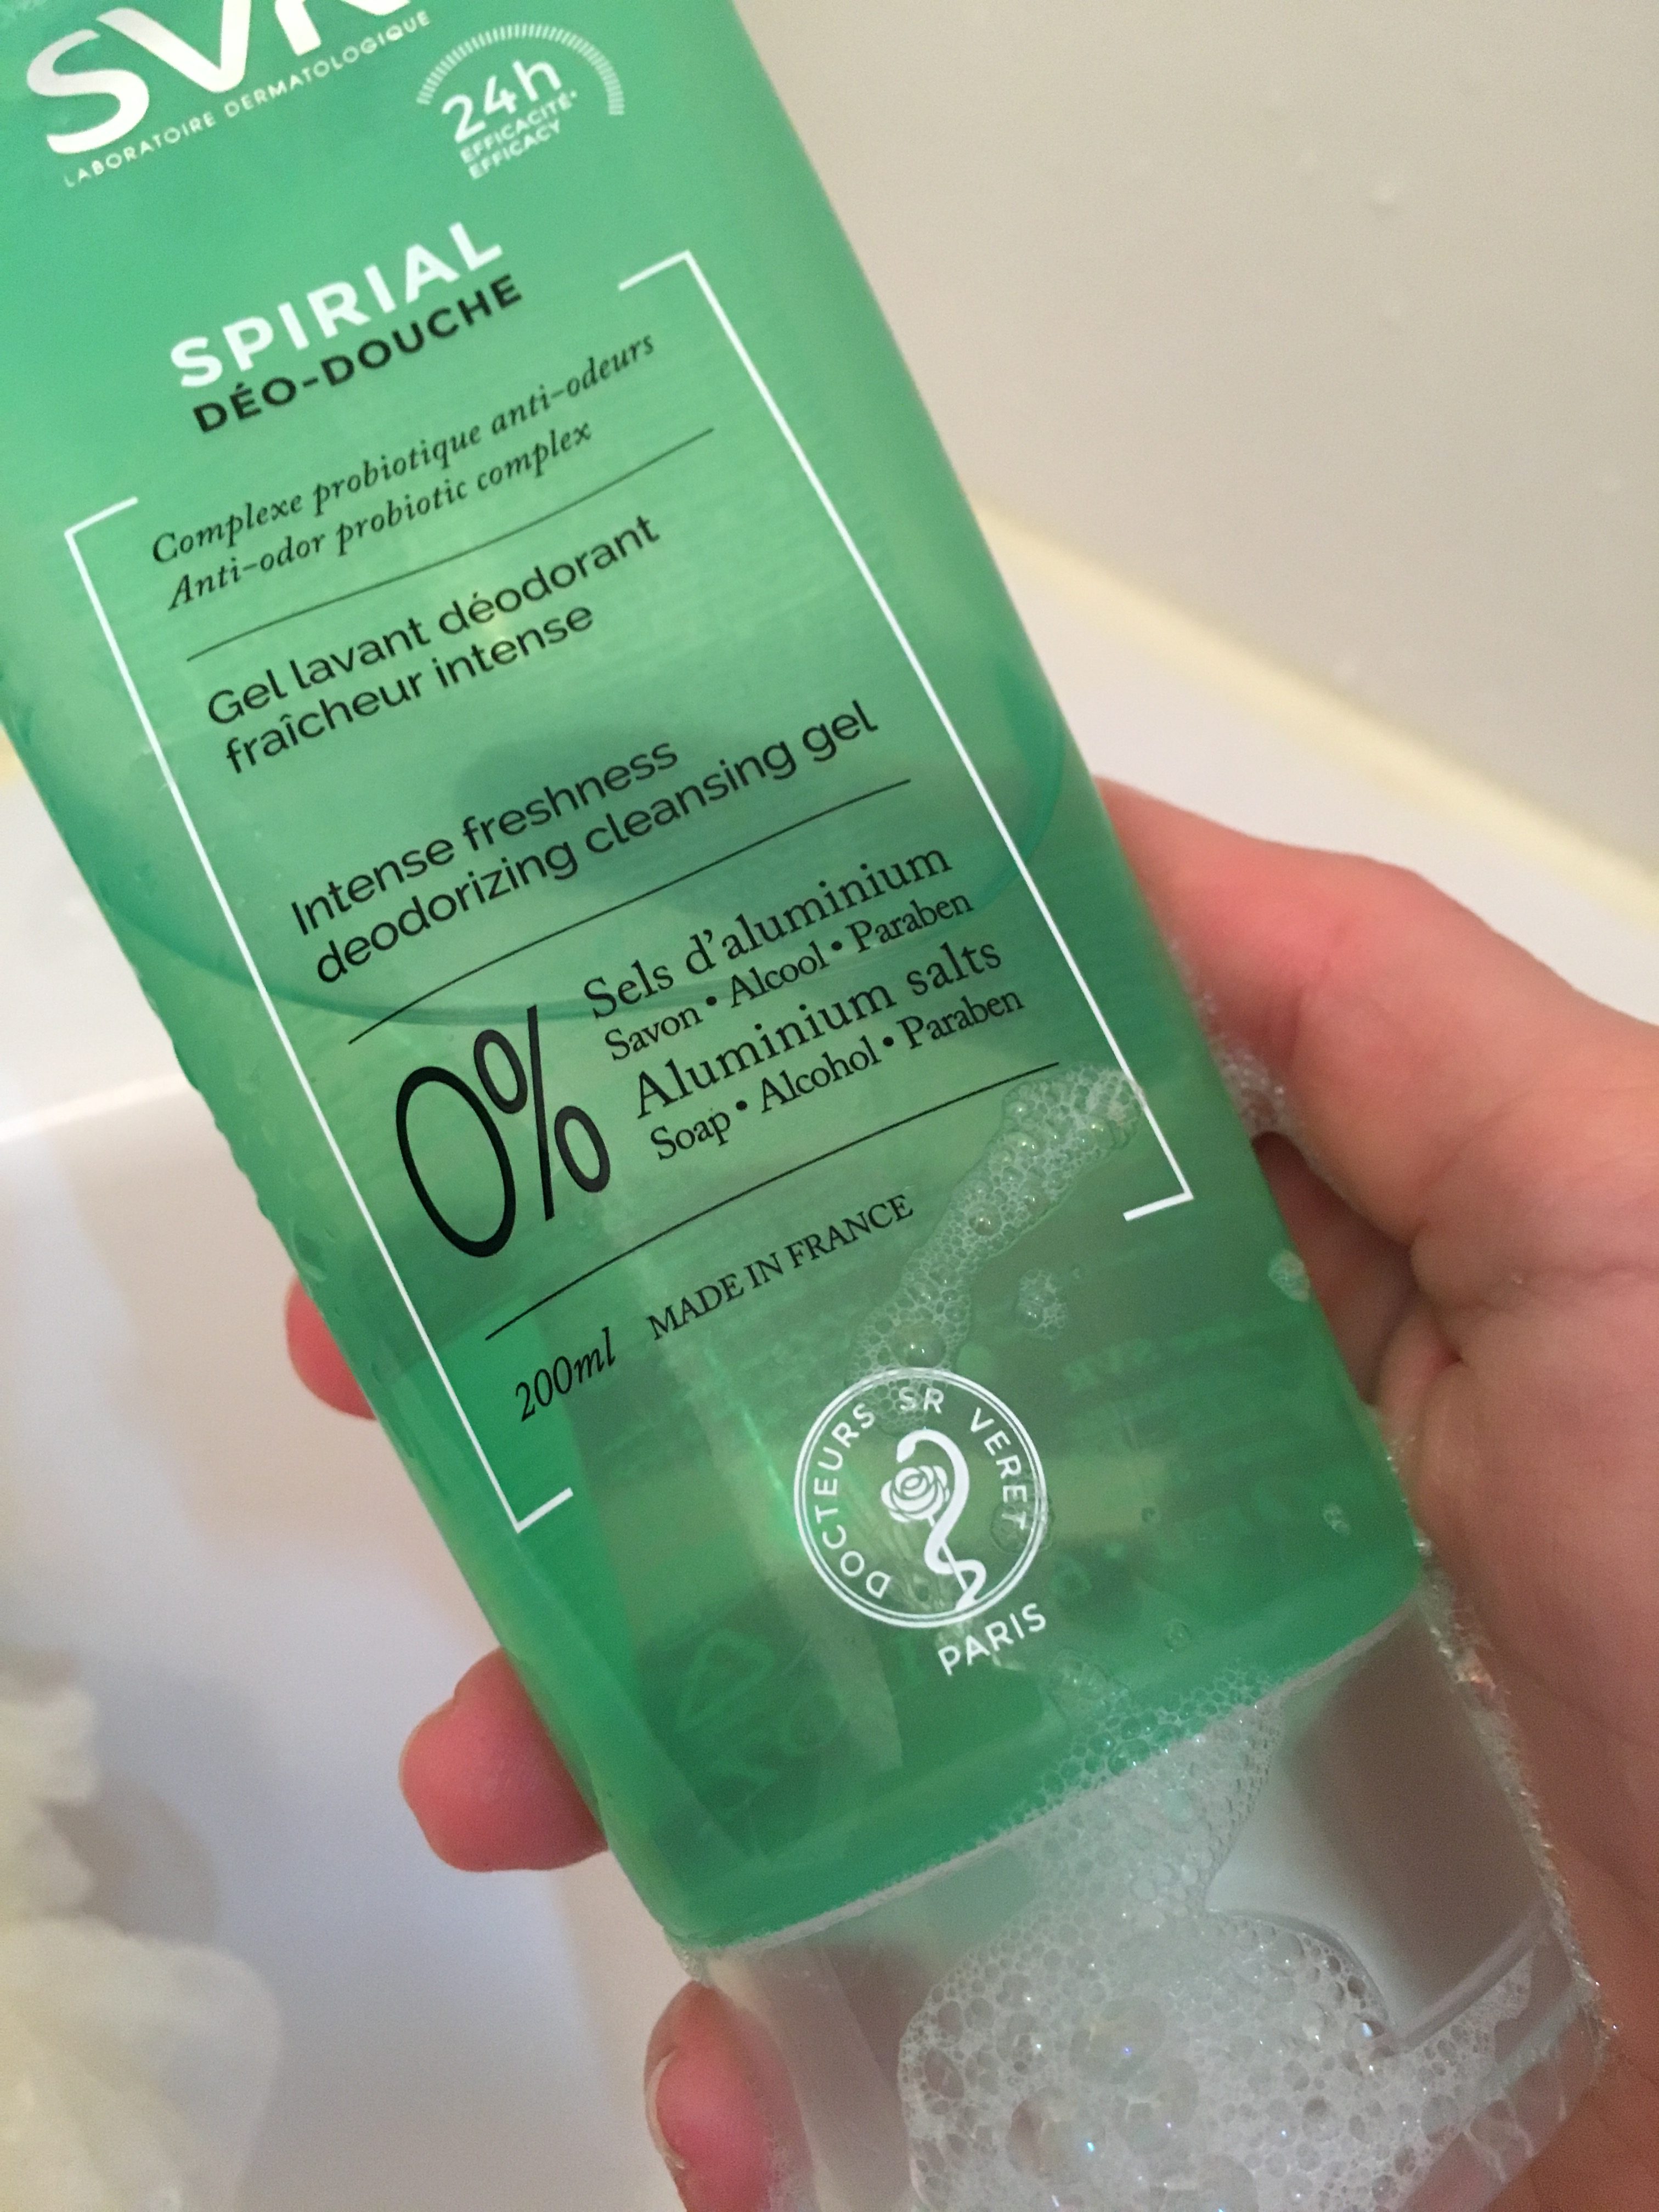 LABORATOIRE DERMATOLOGIQUE
24h
EFFICACITÉ*
EFFICACY
SPIRIAL
DÉO-DOUCHE
Complexe probiotique anti-odeurs
Anti-odor probiotic complex
Gel lavant déodorant
fraîcheur intense
Intense freshness
deodorizing cleansing gel
0%
Sels d'aluminium
Savon • Alcool • Paraben
Aluminium salts
Soap • Alcohol • Paraben
200ml MADE IN FRANCE
DOCTEURS SR VERET
PARIS